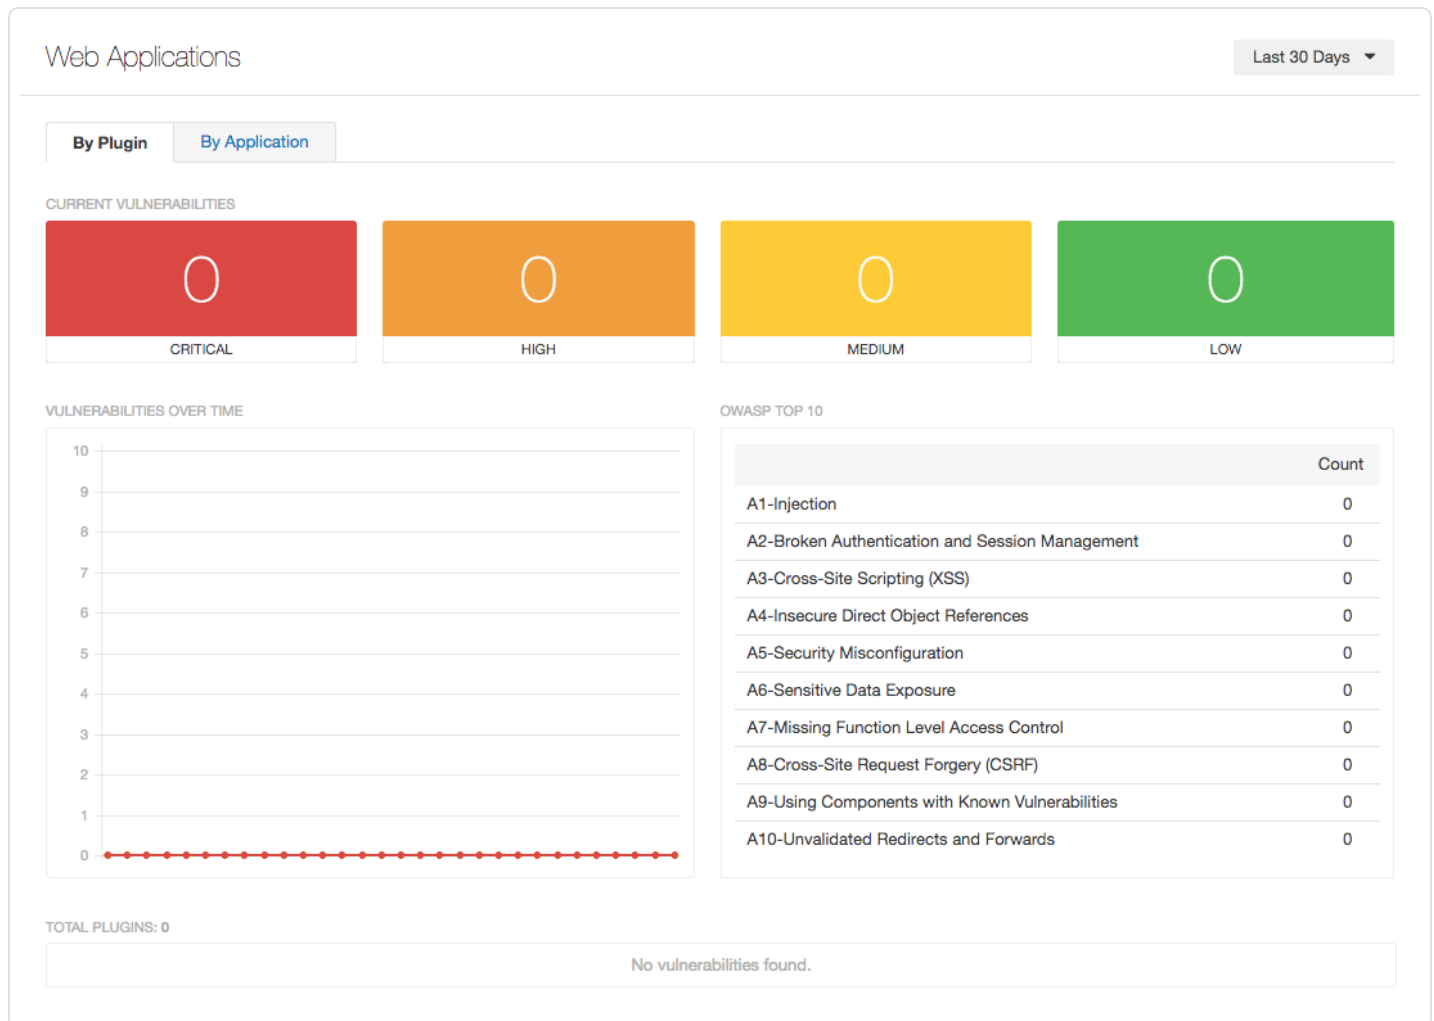 Web Applications
Last 30 Days
By Plugin
By Application
CURRENT VULNERABILITIES
0
0
0
0
CRITICAL
HIGH
MEDIUM
LOW
VULNERABILITIES OVER TIME
10
9
8
7
6
5
4
3
2
1
0
OWASP TOP 10
Count
A1-Injection 0
A2-Broken Authentication and Session Management 0
A3-Cross-Site Scripting (XSS) 0
A4-Insecure Direct Object References 0
A5-Security Misconfiguration 0
A6-Sensitive Data Exposure 0
A7-Missing Function Level Access Control 0
A8-Cross-Site Request Forgery (CSRF) 0
A9-Using Components with Known Vulnerabilities 0
A10-Unvalidated Redirects and Forwards 0
TOTAL PLUGINS: 0
No vulnerabilities found.